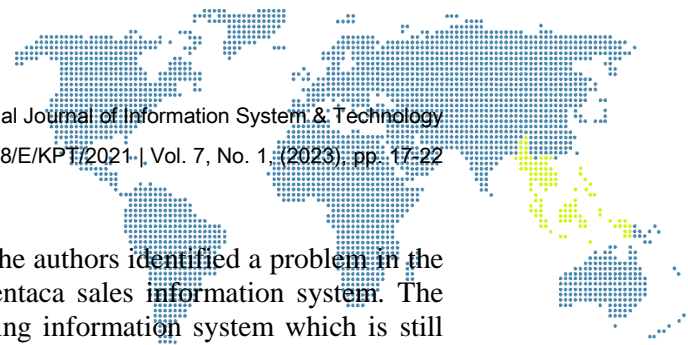 al Journal of Information System & Technology
8/E/KPT/2021 | Vol. 7, No. 1, (2023), pp. 17-22
he authors identified a problem in the
entaca sales information system. The
ing information system which is still